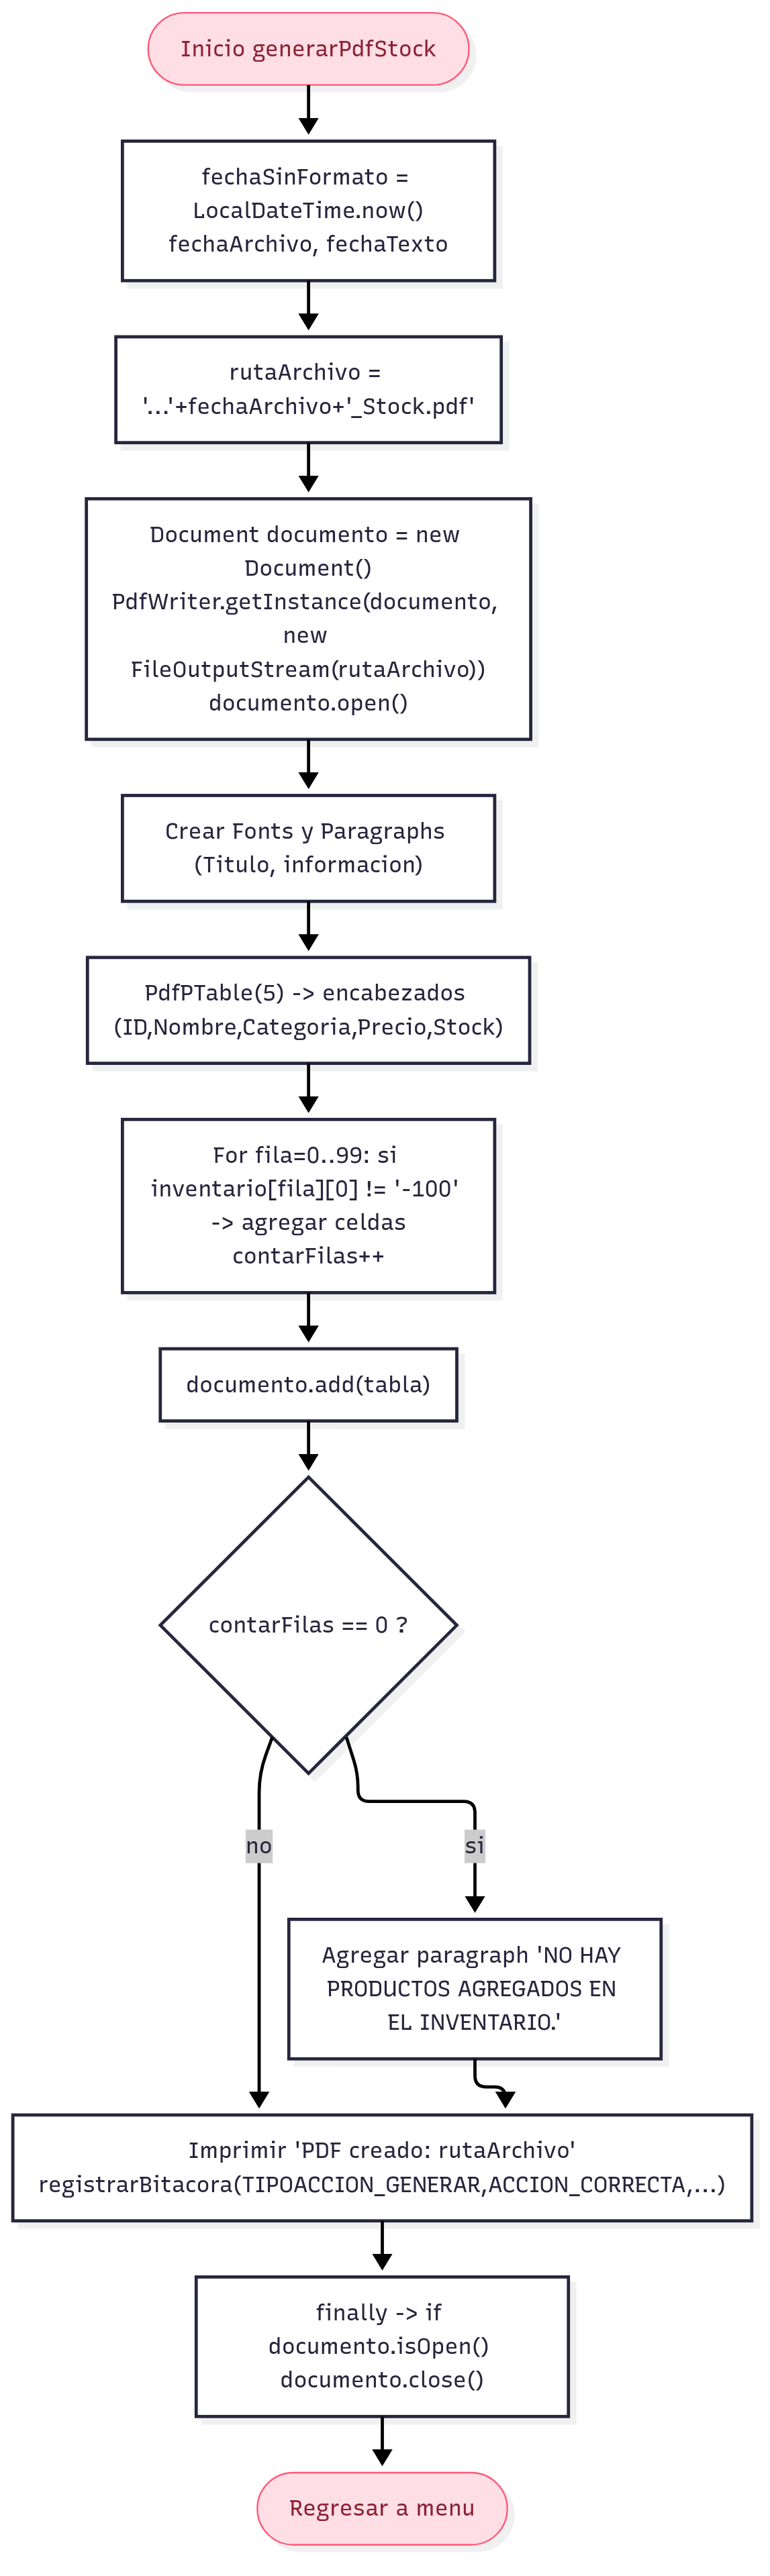 Inicio generarPdfStock
fechaSinFormato =
LocalDateTime.now()
fechaArchivo, fechaTexto
rutaArchivo =
'...'+fechaArchivo+'_Stock.pdf'
Document documento = new
Document()
PdfWriter.getInstance(documento,
new
FileOutputStream(rutaArchivo))
documento.open()
Crear Fonts y Paragraphs
(Titulo, informacion)
PdfPTable(5) -> encabezados
(ID,Nombre,Categoria,Precio,Stock)
For fila=0..99: si
inventario[fila][0] != '-100'
-> agregar celdas
contarFilas++
documento.add(tabla)
contarFilas == 0 ?
no
si
Agregar paragraph 'NO HAY
PRODUCTOS AGREGADOS EN
EL INVENTARIO.'
Imprimir 'PDF creado: rutaArchivo'
registrarBitacora(TIPOACCION_GENERAR,ACCION_CORRECTA,...)
finally -> if
documento.isOpen()
documento.close()
Regresar a menu